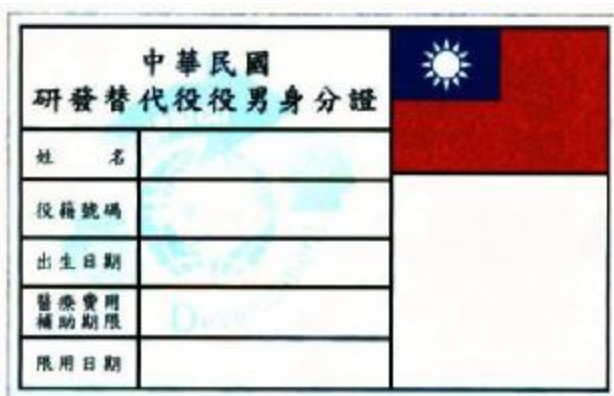 中華民國
研發替代役役男身分證
姓 名
役籍號碼
出生日期
醫療費用
補助期限
限用日期